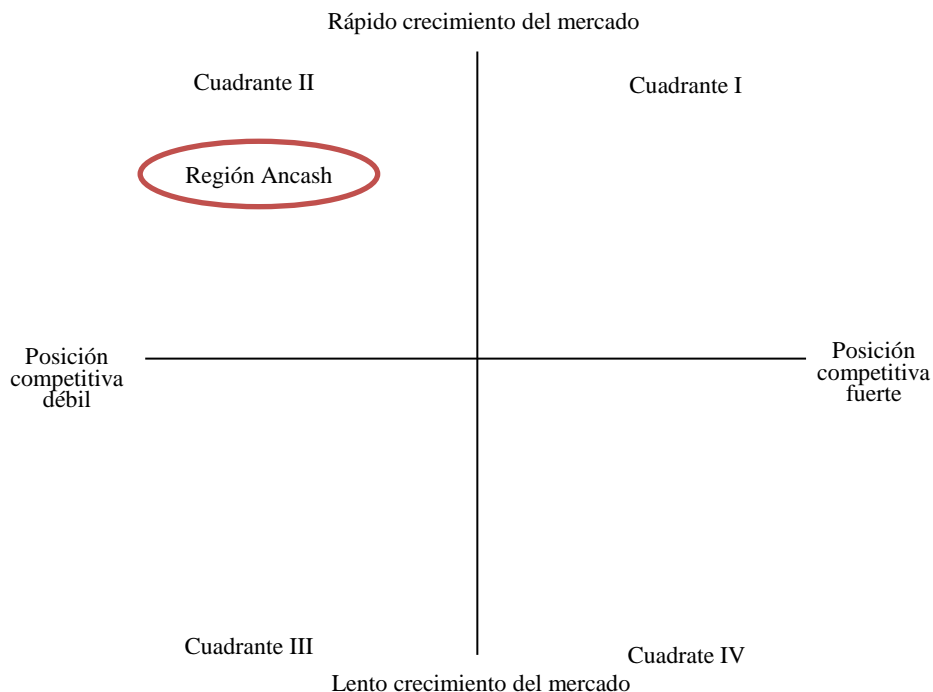 Rápido crecimiento del mercado
Cuadrante II
Cuadrante I
Región Ancash
Posición
competitiva
débil
Posición
competitiva
fuerte
Cuadrante III
Cuadrate IV
Lento crecimiento del mercado